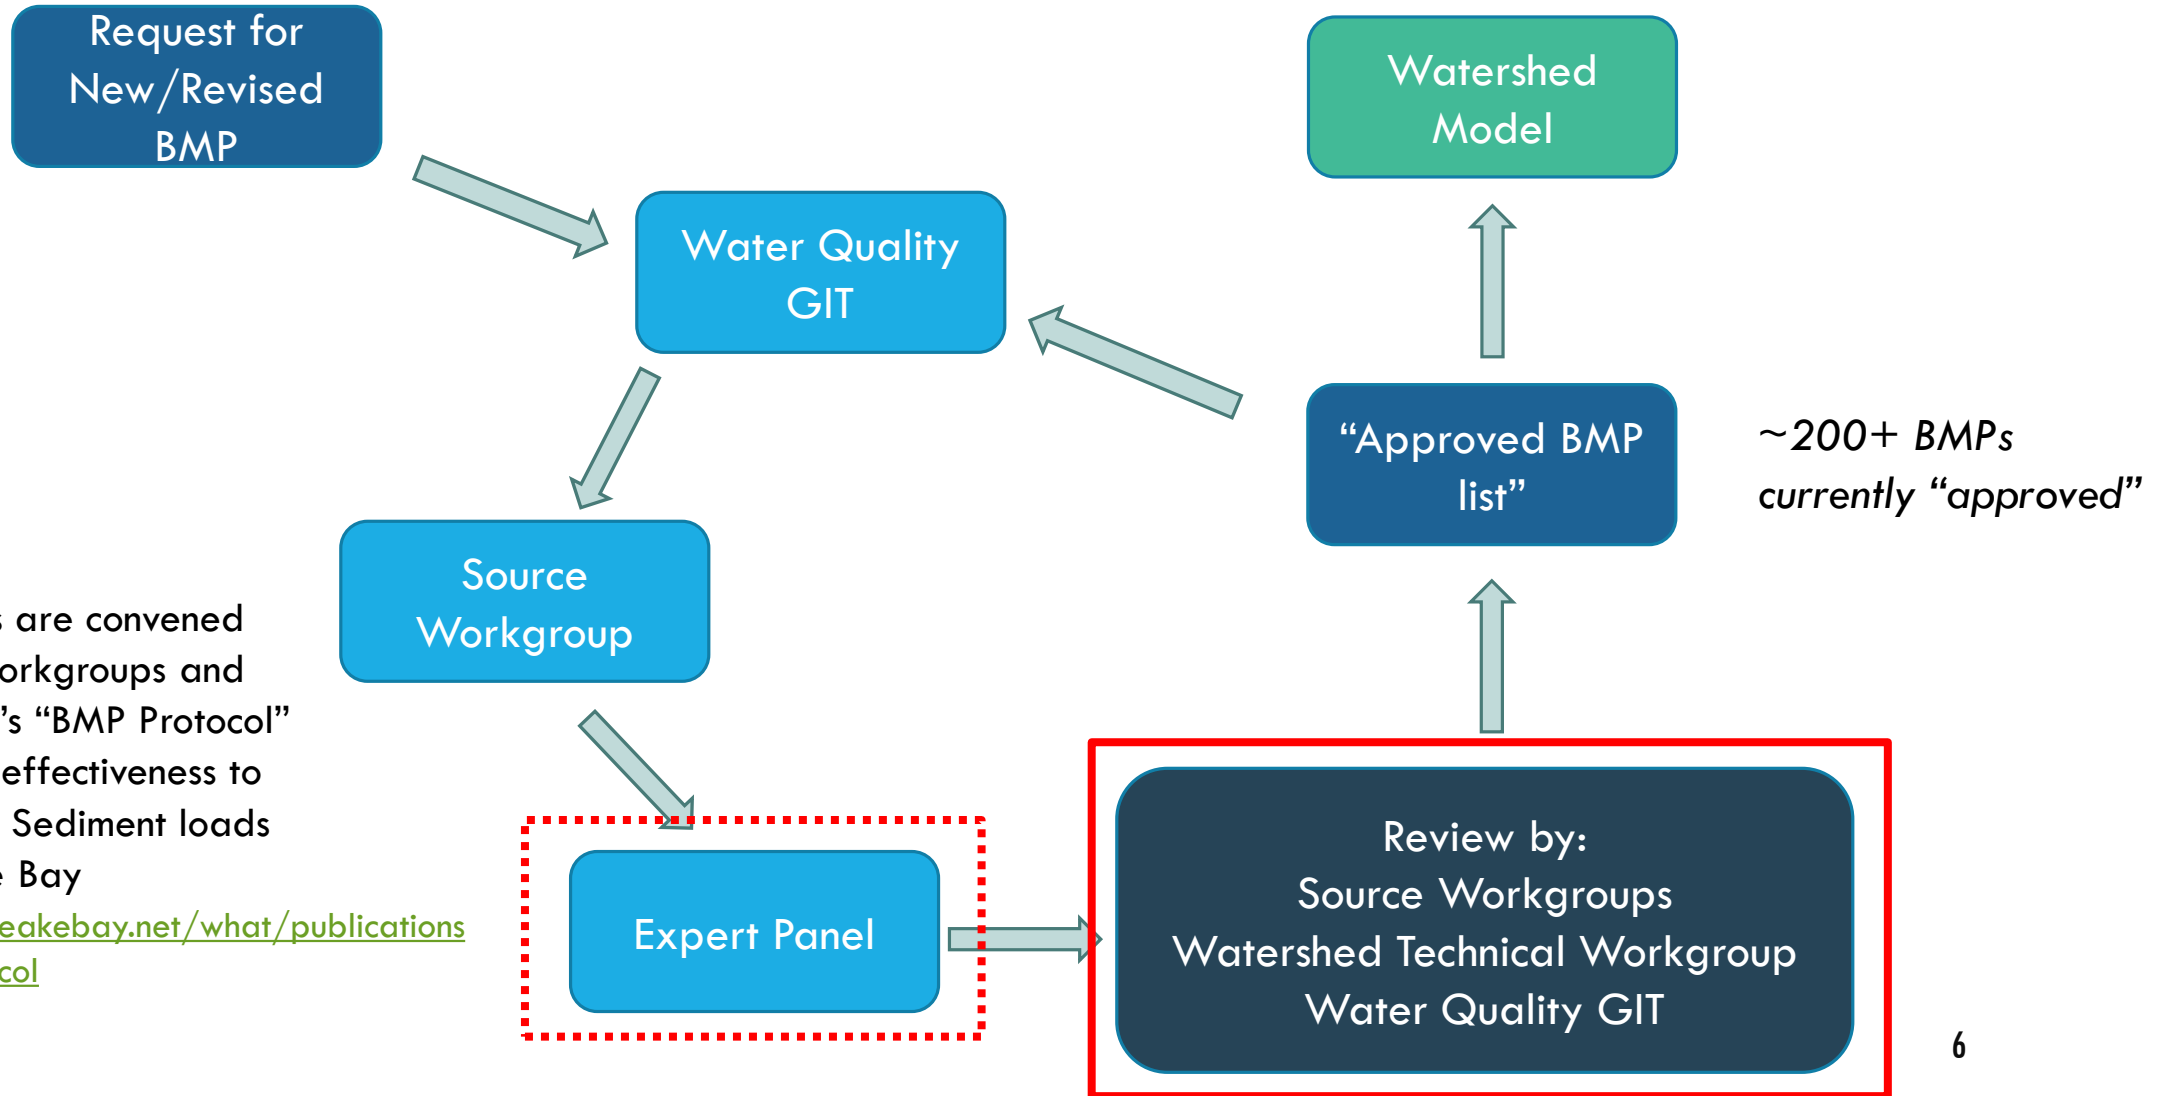 Request for
New/Revised
BMP
Watershed
Model
Water Quality
GIT
“Approved BMP
list”
~200+ BMPs
currently “approved”
Source
Workgroup
are convened
orkgroups and
’s “BMP Protocol”
effectiveness to
Sediment loads
Bay
eakebay.net/what/publications
col
Expert Panel
Review by:
Source Workgroups
Watershed Technical Workgroup
Water Quality GIT
6